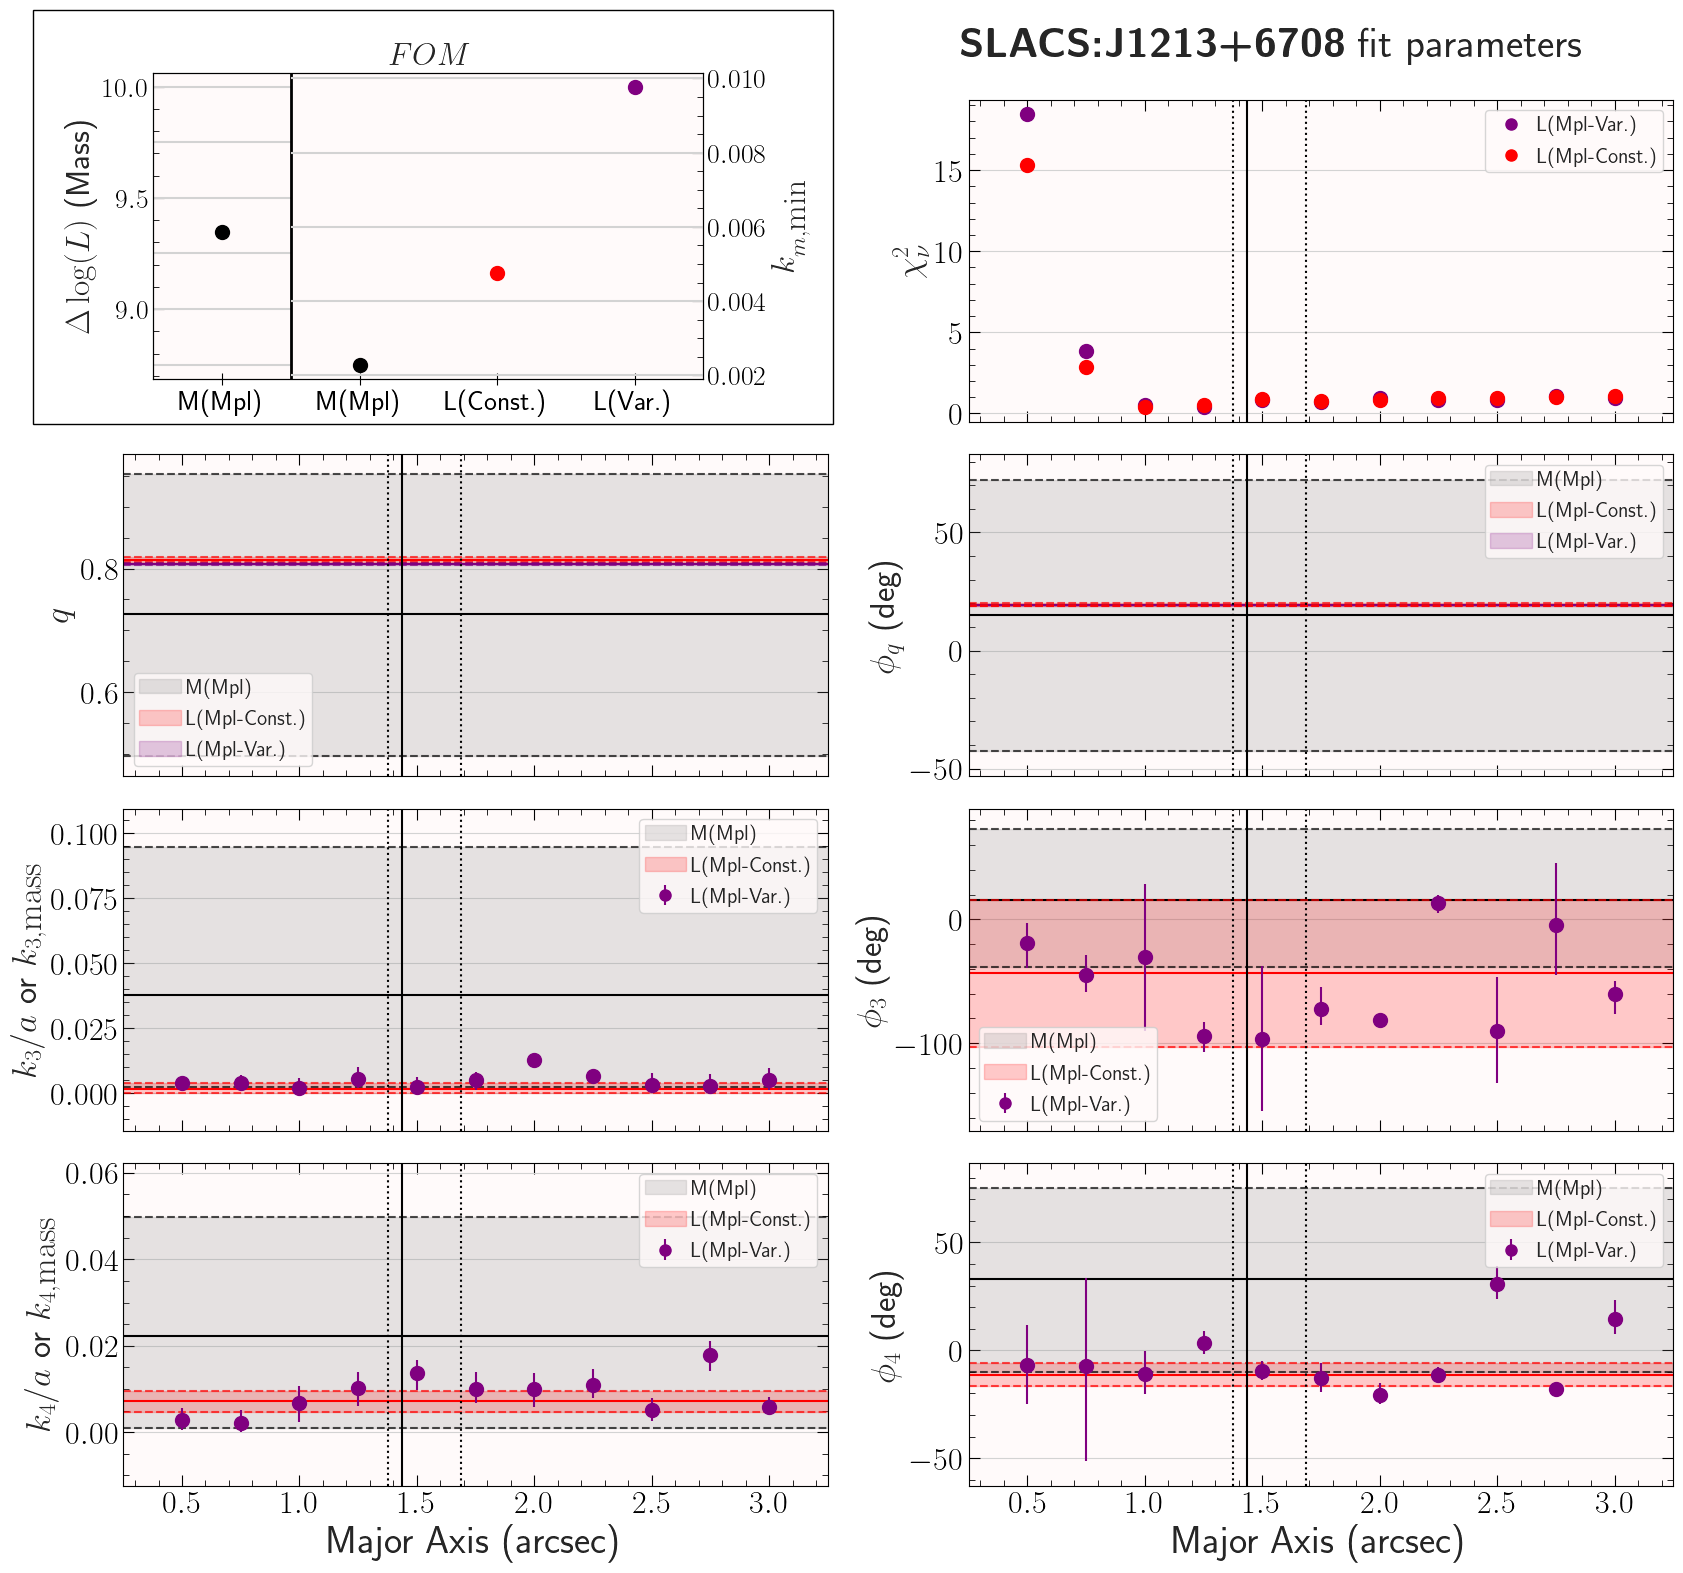 FOM
SLACS:J1213+6708 fit parameters
Δ log(L) (Mass)
10.0
9.5
9.0
0.010
0.008
0.006
0.004
0.002
k_{m,min}
M(Mpl) M(Mpl) L(Const.) L(Var.)
χ²_ν
15
10
5
0
L(Mpl-Var.)
L(Mpl-Const.)
q
0.8
0.6
M(Mpl)
L(Mpl-Const.)
L(Mpl-Var.)
ϕ_q (deg)
50
0
−50
M(Mpl)
L(Mpl-Const.)
L(Mpl-Var.)
k_3/a or k_{3,mass}
0.100
0.075
0.050
0.025
0.000
M(Mpl)
L(Mpl-Const.)
L(Mpl-Var.)
ϕ_3 (deg)
0
−100
M(Mpl)
L(Mpl-Const.)
L(Mpl-Var.)
k_4/a or k_{4,mass}
0.06
0.04
0.02
0.00
M(Mpl)
L(Mpl-Const.)
L(Mpl-Var.)
0.5 1.0 1.5 2.0 2.5 3.0
Major Axis (arcsec)
ϕ_4 (deg)
50
0
−50
M(Mpl)
L(Mpl-Const.)
L(Mpl-Var.)
0.5 1.0 1.5 2.0 2.5 3.0
Major Axis (arcsec)